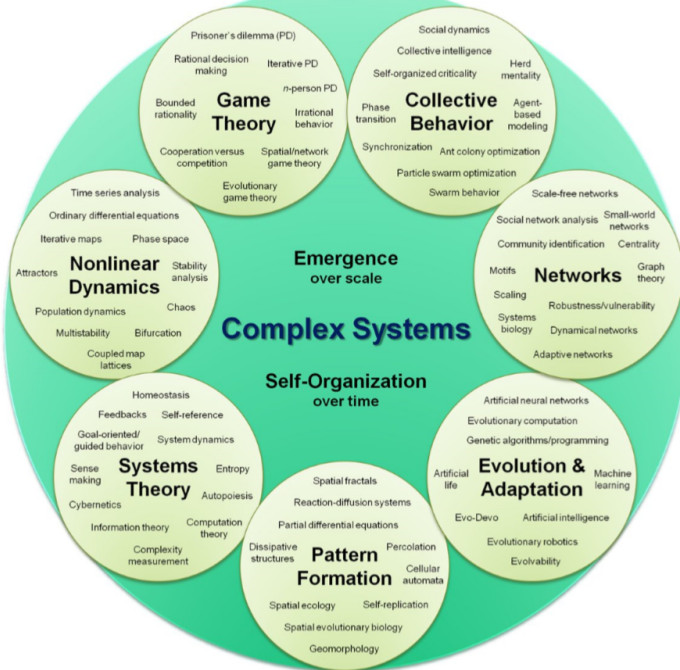 Prisoner's dilemma (PD)
Rational decision
making
Iterative PD
n-person PD
Bounded
rationality
Game
Theory
Irrational
behavior
Cooperation versus
competition
Spatial/network
game theory
Evolutionary
game theory
Social dynamics
Collective intelligence
Self-organized criticality
Herd
mentality
Phase
transition
Collective
Behavior
Agent-
based
modeling
Synchronization
Ant colony optimization
Particle swarm optimization
Swarm behavior
Time series analysis
Ordinary differential equations
Iterative maps
Phase space
Attractors
Nonlinear
Dynamics
Stability
analysis
Population dynamics
Chaos
Multistability
Bifurcation
Coupled map
lattices
Emergence
over scale
Complex Systems
Self-Organization
over time
Scale-free networks
Social network analysis
Small-world
networks
Community identification
Centrality
Motifs
Networks
Graph
theory
Scaling
Robustness/vulnerability
Systems
biology
Dynamical networks
Adaptive networks
Homeostasis
Feedbacks
Self-reference
Goal-oriented/
guided behavior
System dynamics
Sense
making
Systems
Theory
Entropy
Cybernetics
Autopoiesis
Information theory
Computation
theory
Complexity
measurement
Spatial fractals
Reaction-diffusion systems
Partial differential equations
Dissipative
structures
Pattern
Formation
Percolation
Cellular
automata
Spatial ecology
Self-replication
Spatial evolutionary biology
Geomorphology
Artificial neural networks
Evolutionary computation
Genetic algorithms/programming
Artificial
life
Evolution &
Adaptation
Machine
learning
Evo-Devo
Artificial intelligence
Evolutionary robotics
Evolvability